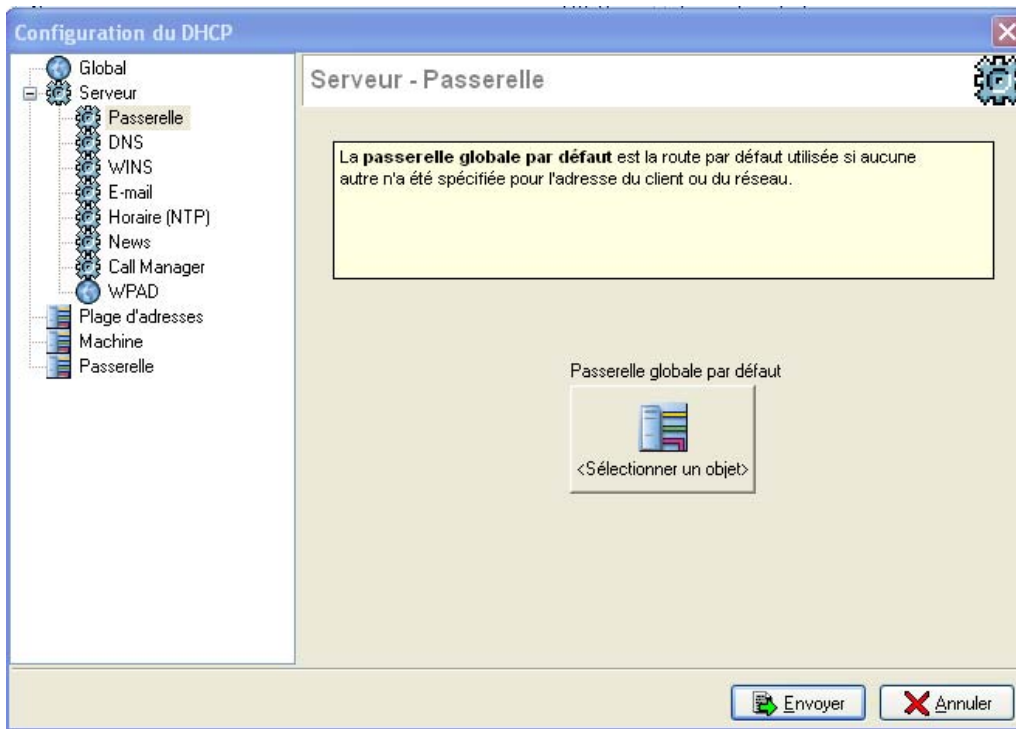 Configuration du DHCP
Global
Serveur
Passerelle
DNS
WINS
E-mail
Horaire (NTP)
News
Call Manager
WPAD
Plage d'adresses
Machine
Passerelle
Serveur - Passerelle
La passerelle globale par défaut est la route par défaut utilisée si aucune
autre n'a été spécifiée pour l'adresse du client ou du réseau.
Passerelle globale par défaut
<Sélectionner un objet>
Envoyer
Annuler